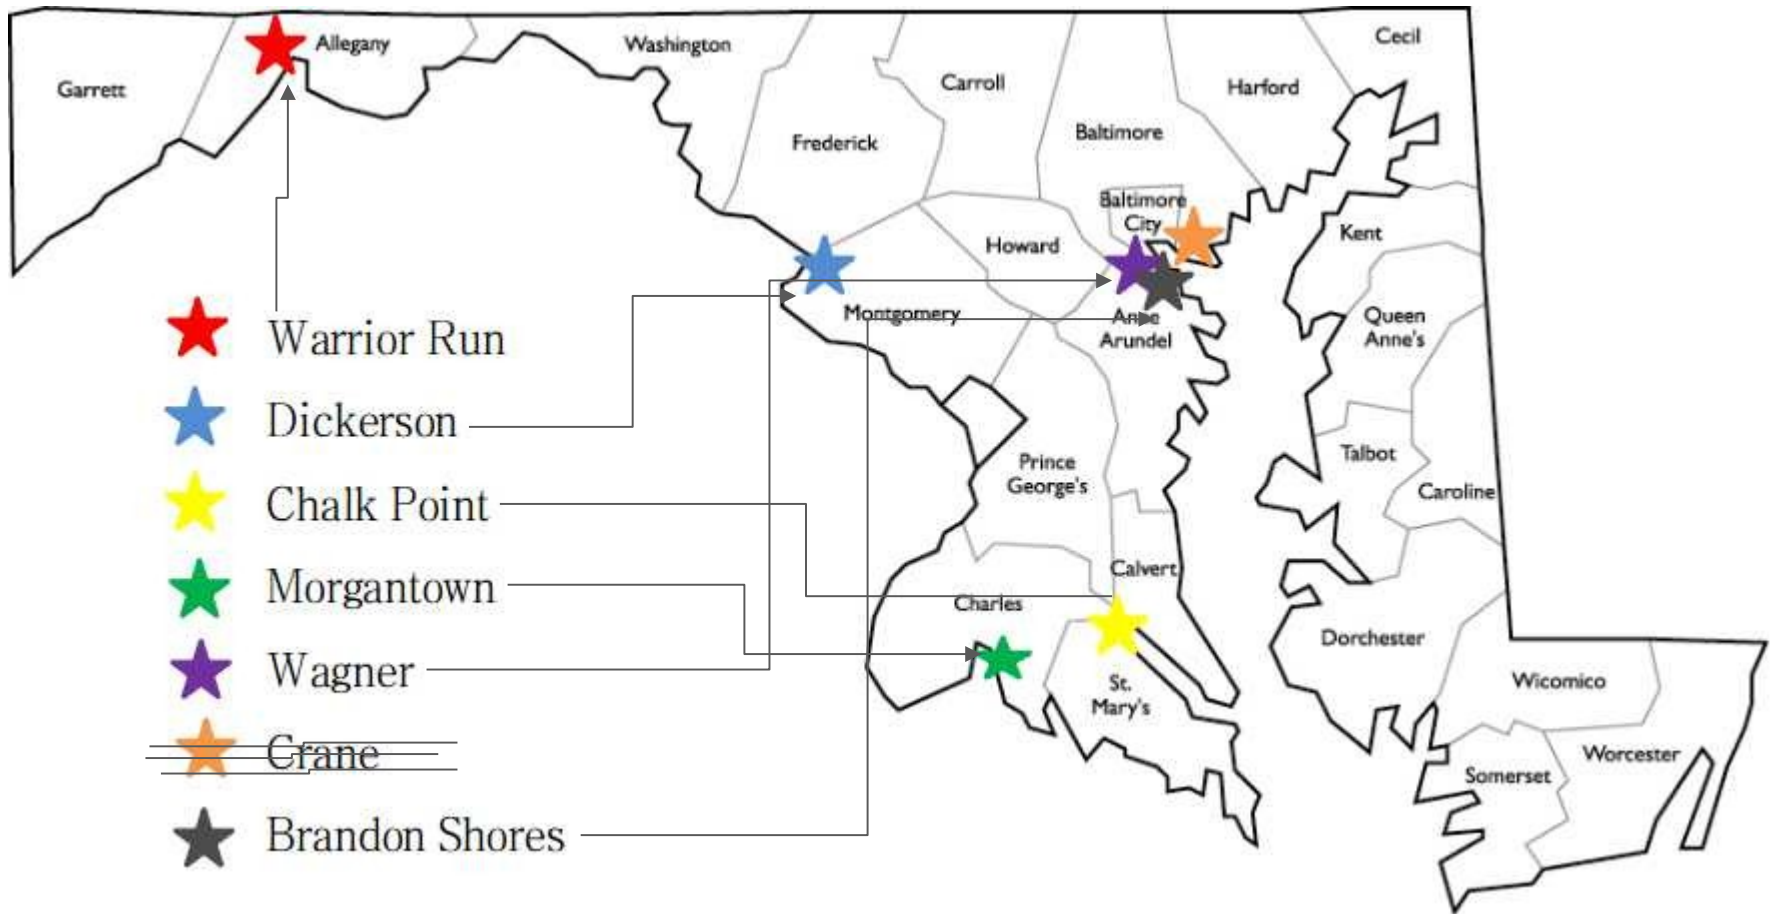 Garrett
Allegany
Washington
Frederick
Carroll
Baltimore
Harford
Cecil
Baltimore
City
Howard
Montgomery
Anne
Arundel
Kent
Queen
Anne's
Prince
George's
Talbot
Caroline
Calvert
Charles
St.
Mary's
Dorchester
Wicomico
Worcester
Somerset
Warrior Run
Dickerson
Chalk Point
Morgantown
Wagner
Crane
Brandon Shores